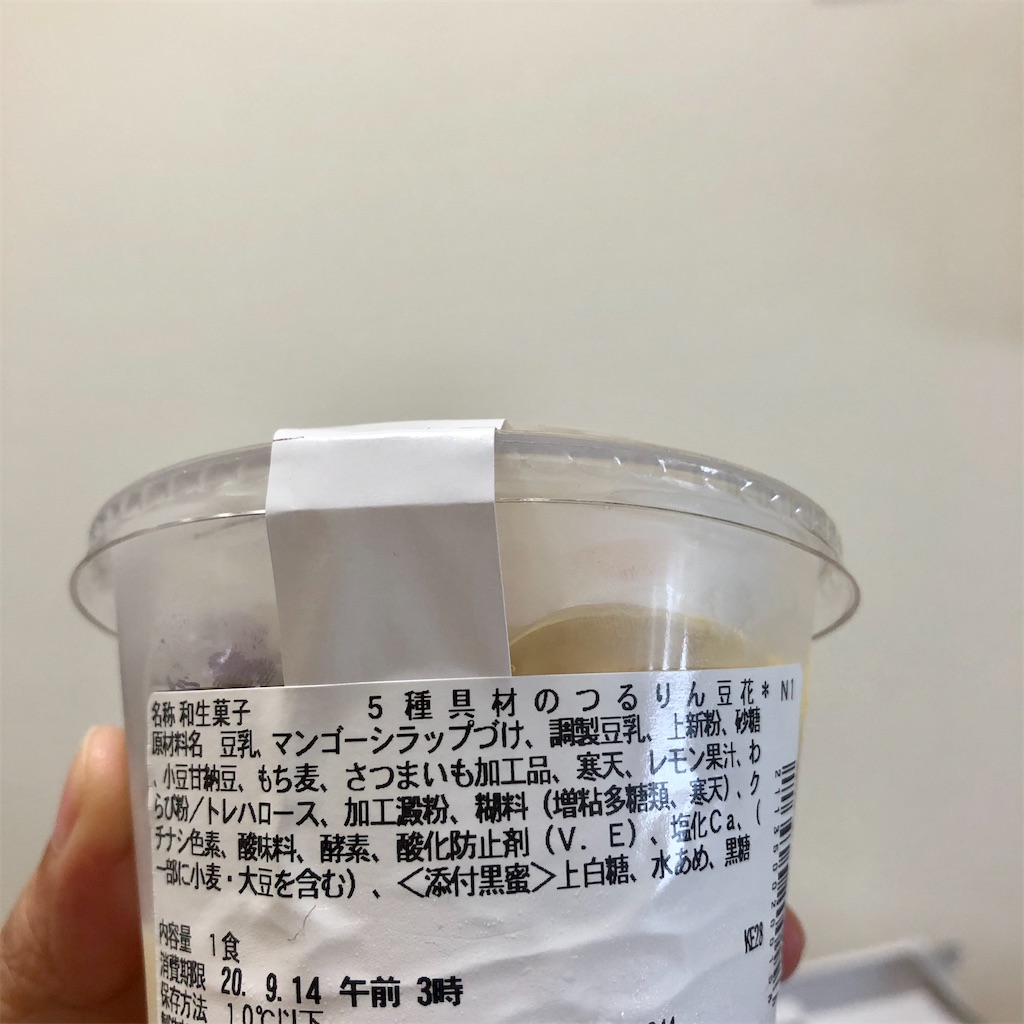 名称 和生菓子 5種具材のつるりん豆花* N1
原材料名 豆乳、マンゴーシラップづけ、調製豆乳、上新粉、砂糖
、小豆甘納豆、もち麦、さつまいも加工品、寒天、レモン果汁、わ
らび粉/トレハロース、加工澱粉、糊料(増粘多糖類、寒天)、ク
チナシ色素、酸味料、酵素、酸化防止剤(V.E)、塩化Ca、(
一部に小麦・大豆を含む)、<添付黒蜜>上白糖、水あめ、黒糖
内容量 1食
KE28
消費期限 20. 9.14 午前 3時
保存方法 10℃以下